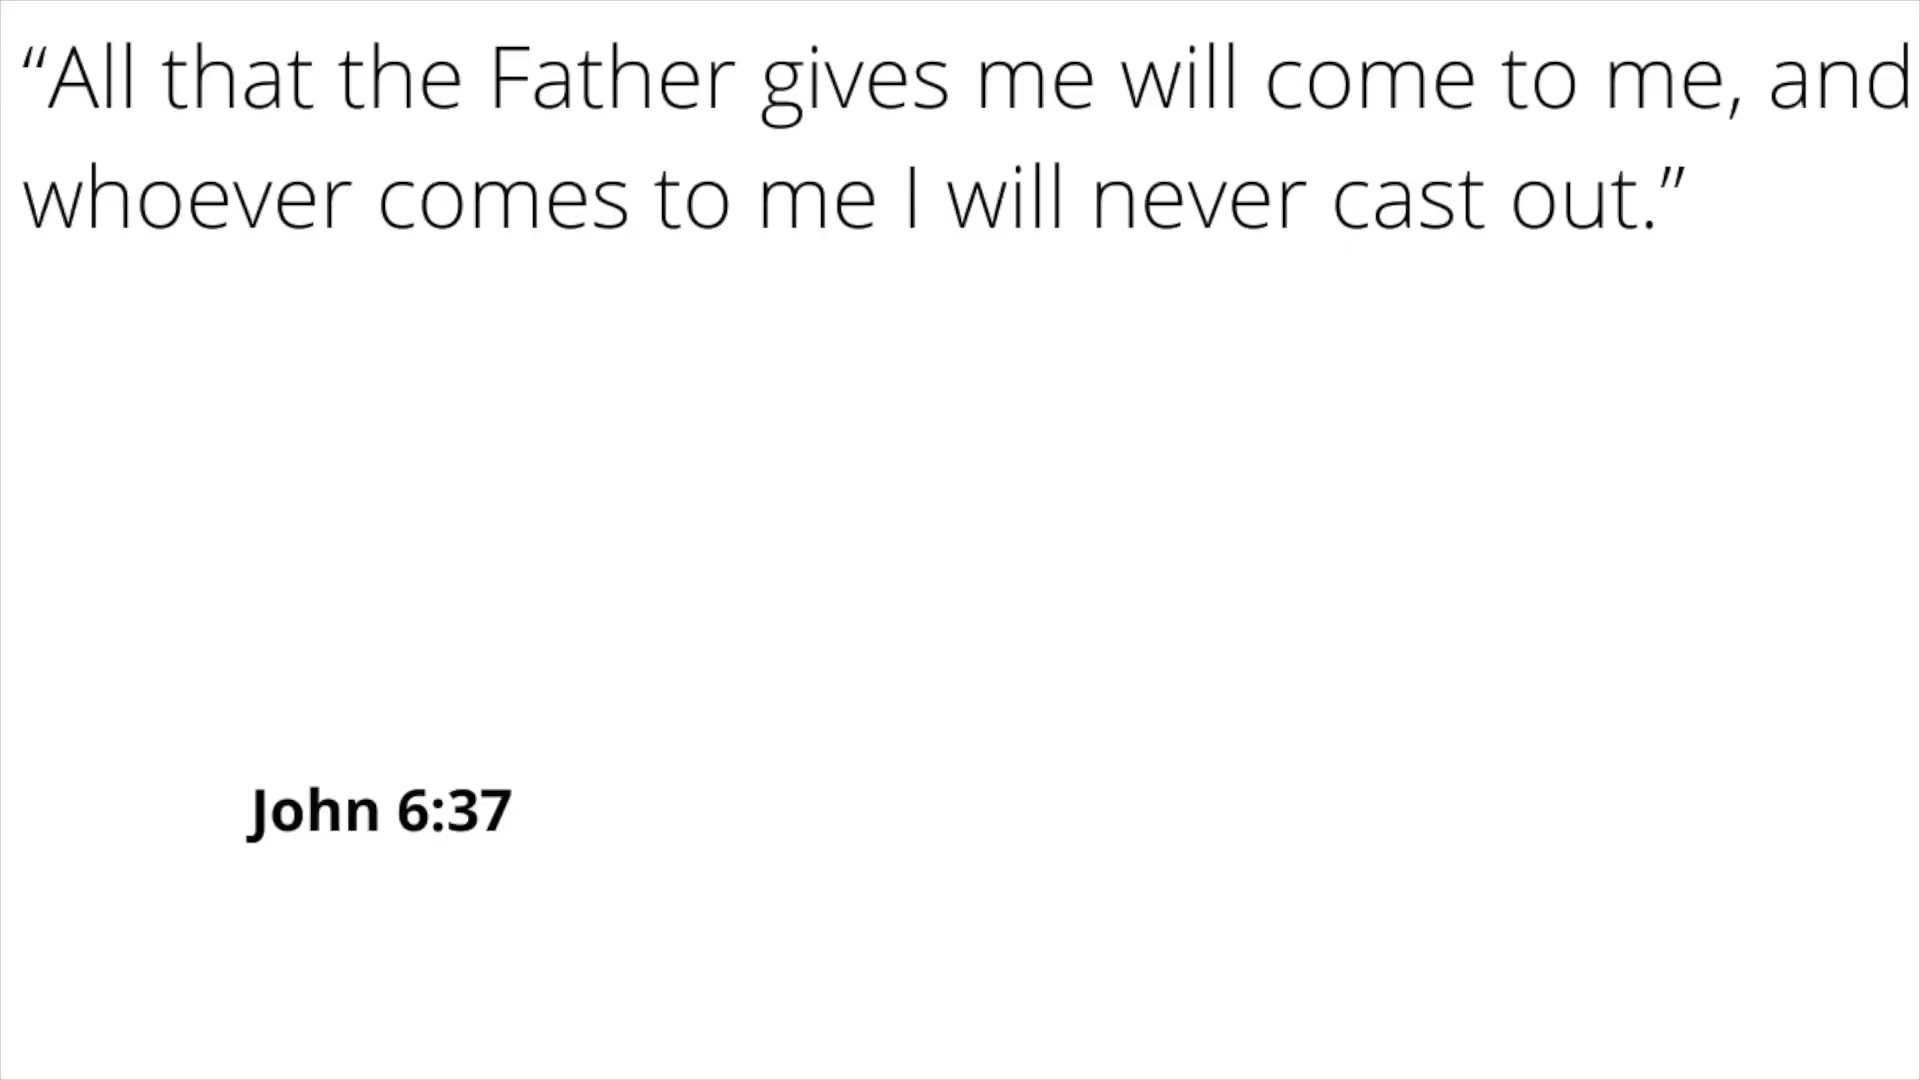 “All that the Father gives me will come to me, and
whoever comes to me I will never cast out.”
John 6:37